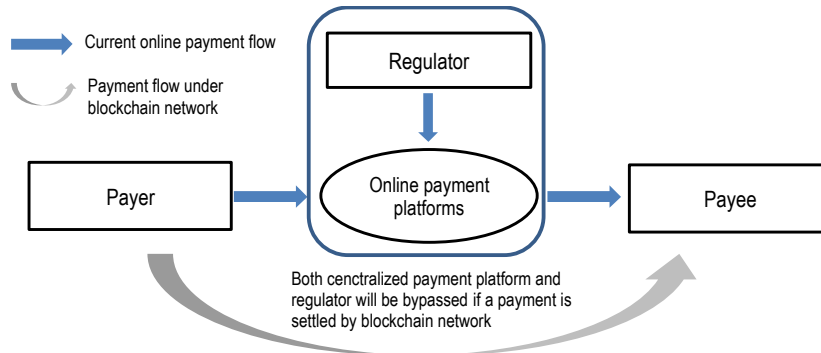 Current online payment flow
Payment flow under
blockchain network
Regulator
Payer
Online payment
platforms
Payee
Both cenctralized payment platform and
regulator will be bypassed if a payment is
settled by blockchain network